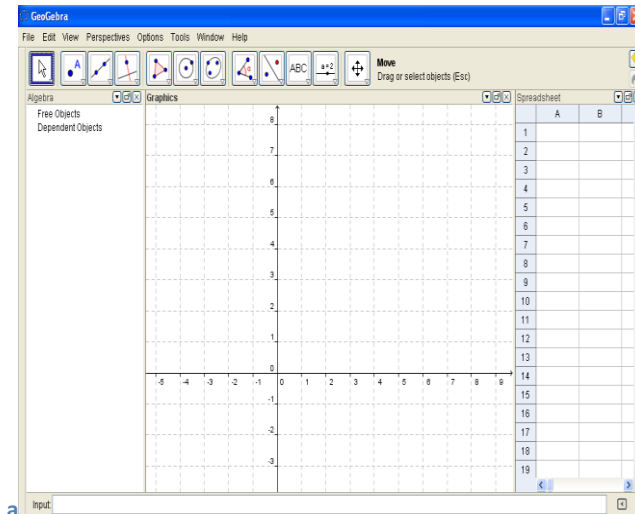 GeoGebra
File Edit View Perspectives Options Tools Window Help
A
ABC
a=2
Move
Drag or select objects (Esc)
Algebra
Graphics
Spreadsheet
Free Objects
Dependent Objects
A B
1
2
3
4
5
6
7
8
9
10
11
12
13
14
15
16
17
18
19
8
7
6
5
4
3
2
1
0
-5 -4 -3 -2 -1 0 1 2 3 4 5 6 7 8 9
-1
-2
-3
a
Input: